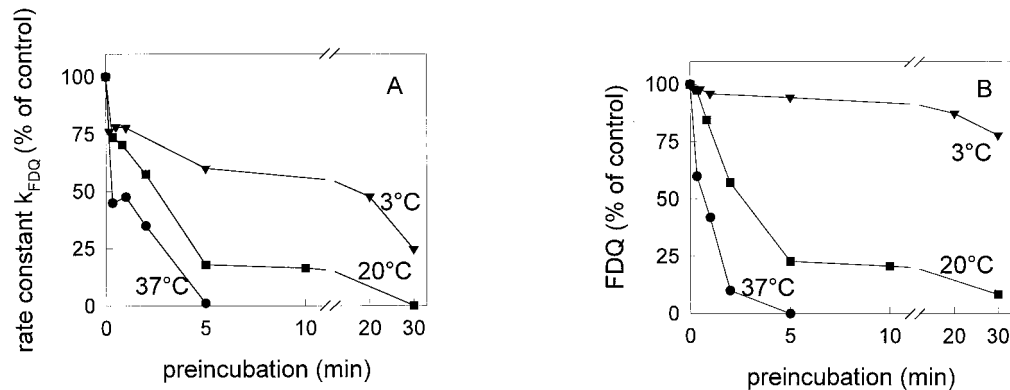 A
rate constant k_FDQ (% of control)
100
75
50
25
0
3°C
20°C
37°C
0
5
10
20
30
preincubation (min)
B
FDQ (% of control)
100
75
50
25
0
3°C
20°C
37°C
0
5
10
20
30
preincubation (min)